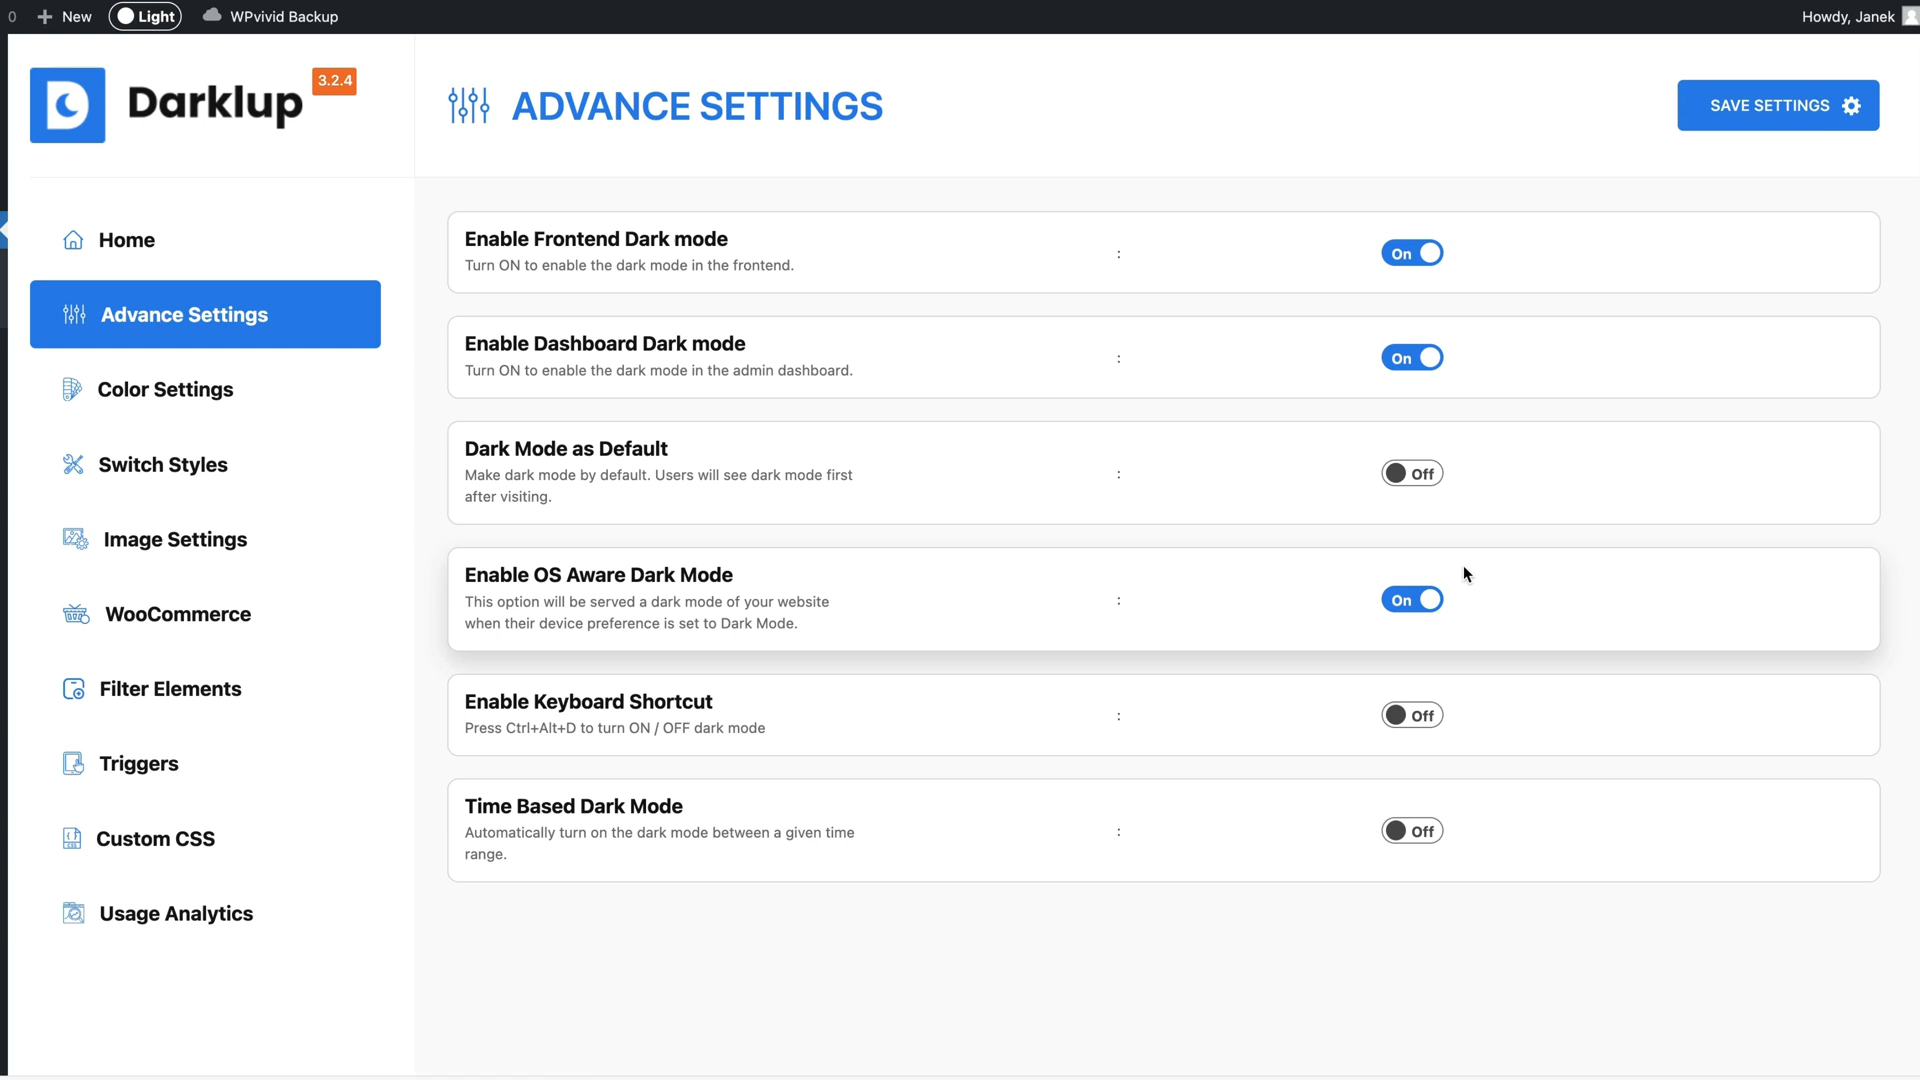 0 New Light WPvivid Backup Howdy, Janek
Darklup 3.2.4
ADVANCE SETTINGS
SAVE SETTINGS
Home
Advance Settings
Color Settings
Switch Styles
Image Settings
WooCommerce
Filter Elements
Triggers
Custom CSS
Usage Analytics
Enable Frontend Dark mode
Turn ON to enable the dark mode in the frontend.
: On
Enable Dashboard Dark mode
Turn ON to enable the dark mode in the admin dashboard.
: On
Dark Mode as Default
Make dark mode by default. Users will see dark mode first
after visiting.
: Off
Enable OS Aware Dark Mode
This option will be served a dark mode of your website
when their device preference is set to Dark Mode.
: On
Enable Keyboard Shortcut
Press Ctrl+Alt+D to turn ON / OFF dark mode
: Off
Time Based Dark Mode
Automatically turn on the dark mode between a given time
range.
: Off